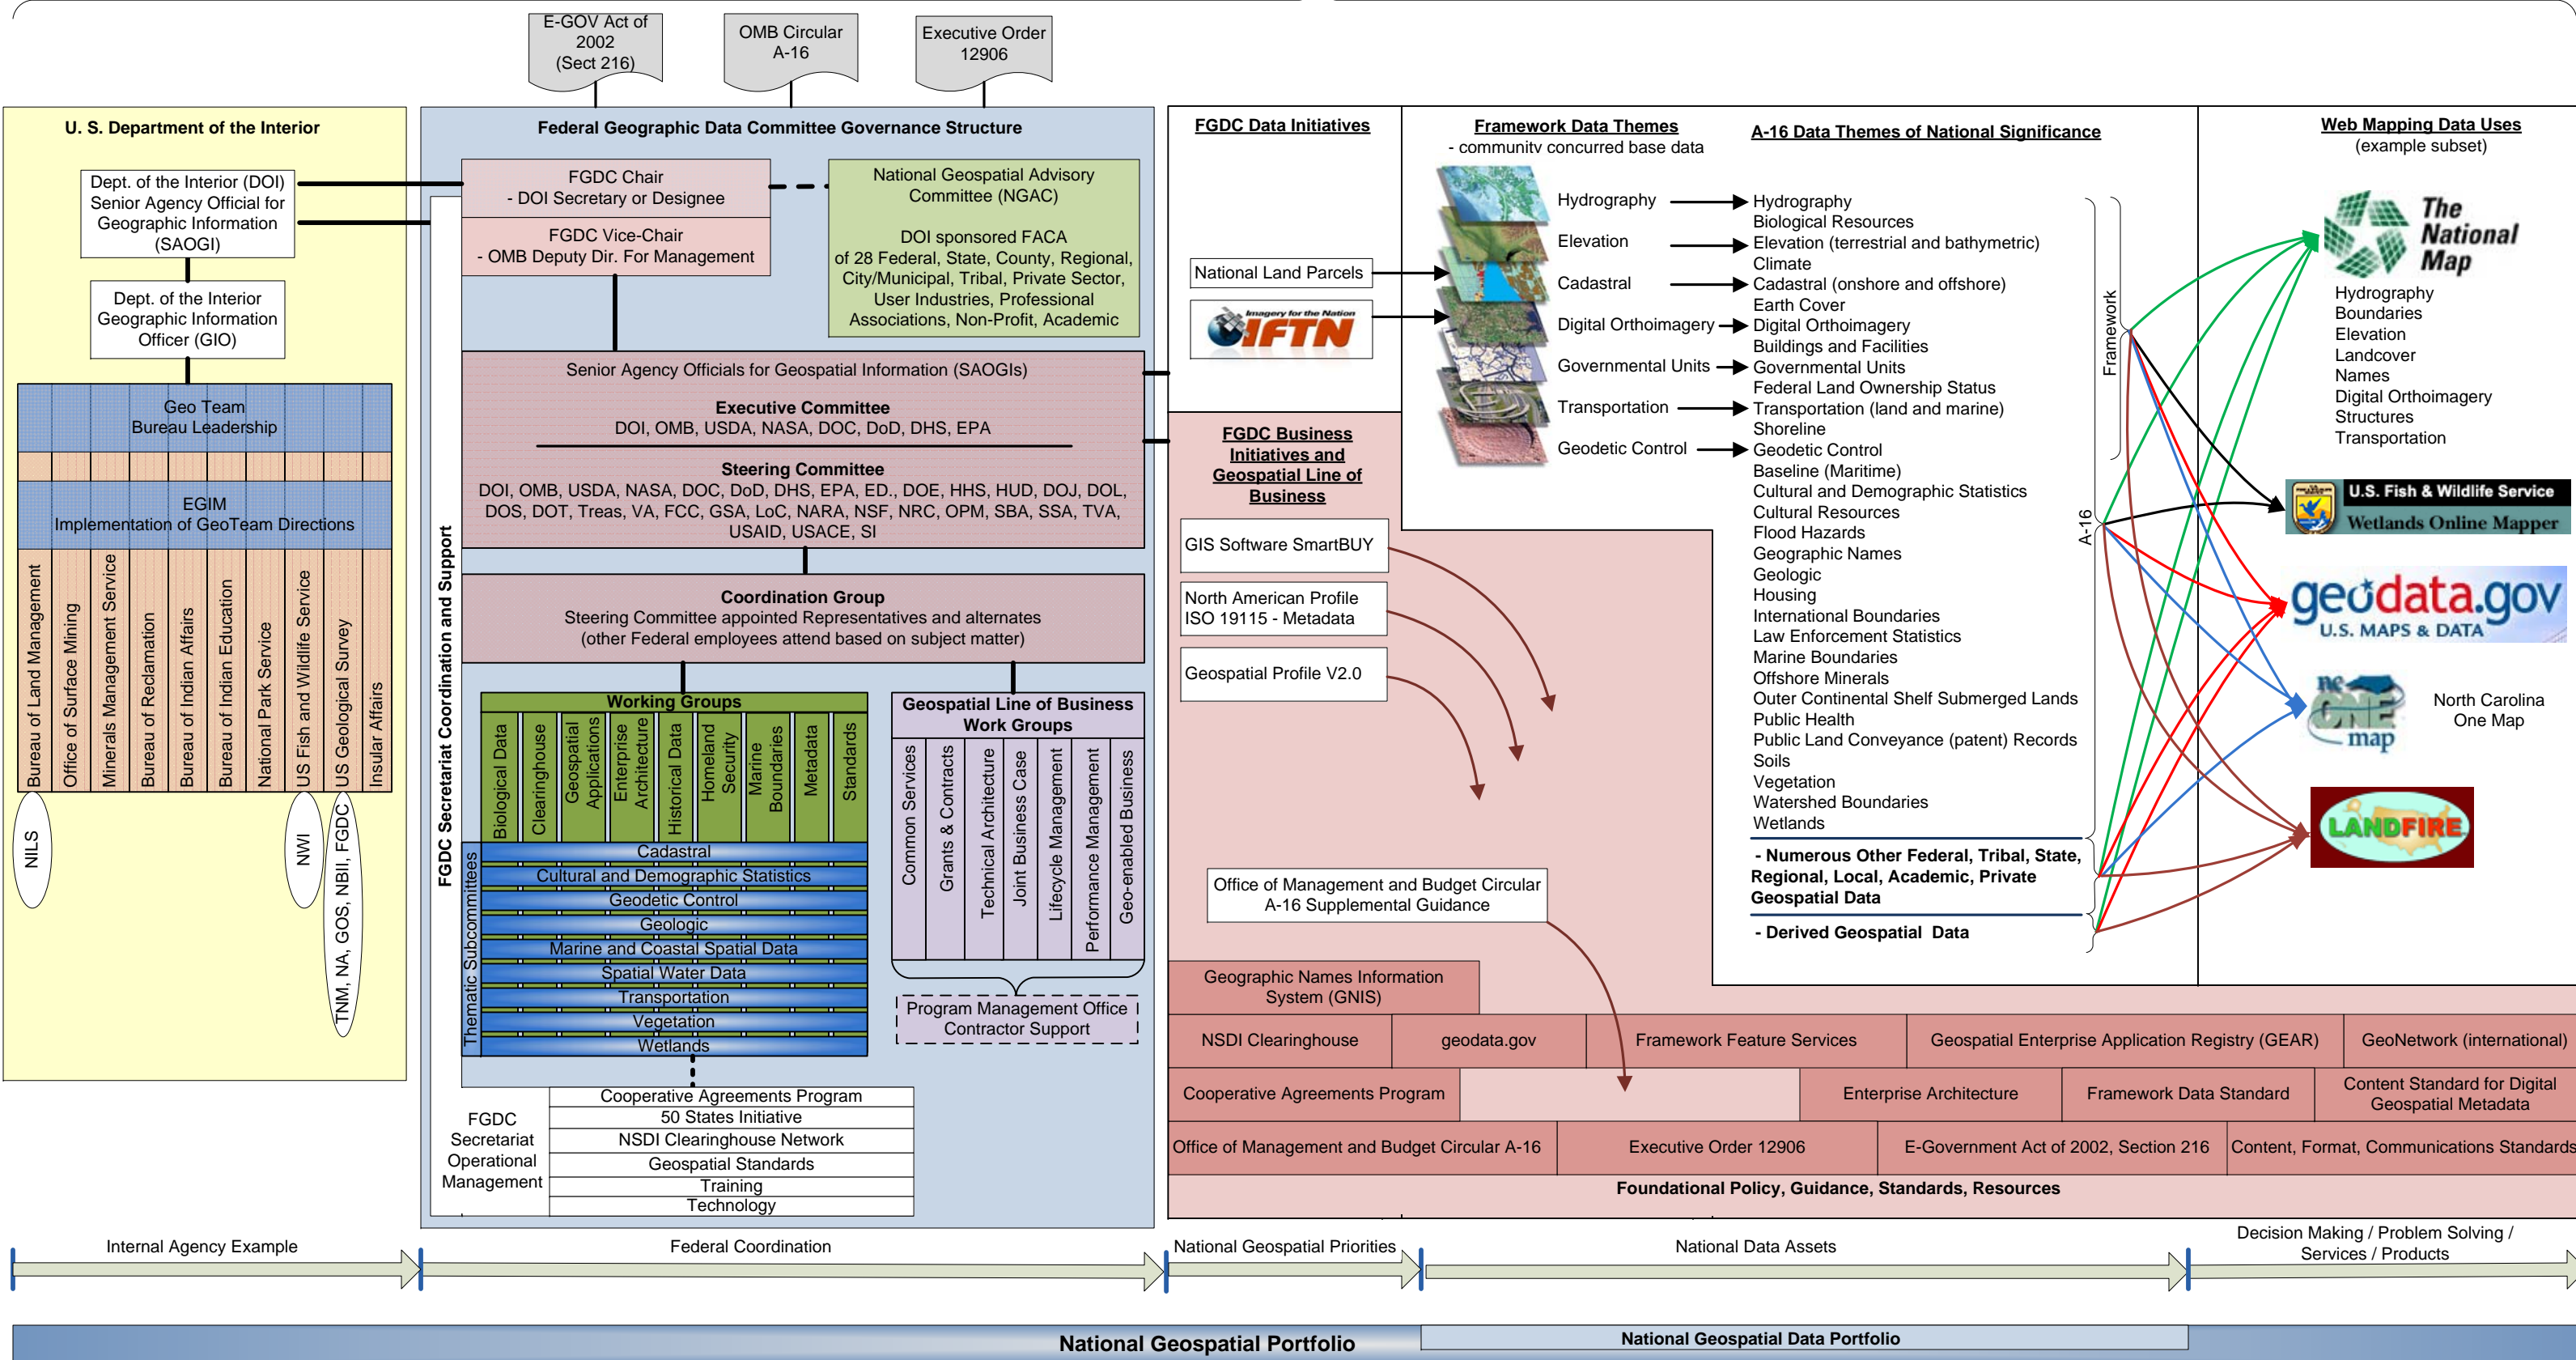 E-GOV Act of
2002
(Sect 216)
OMB Circular
A-16
Executive Order
12906
U. S. Department of the Interior
Dept. of the Interior (DOI)
Senior Agency Official for
Geographic Information
(SAOGI)
Dept. of the Interior
Geographic Information
Officer (GIO)
Geo Team
Bureau Leadership
EGIM
Implementation of GeoTeam Directions
Bureau of Land Management
Office of Surface Mining
Minerals Management Service
Bureau of Reclamation
Bureau of Indian Affairs
Bureau of Indian Education
National Park Service
US Fish and Wildlife Service
US Geological Survey
Insular Affairs
NILS
NWI
TNM, NA, GOS, NBII, FGDC
Federal Geographic Data Committee Governance Structure
FGDC Chair
- DOI Secretary or Designee
FGDC Vice-Chair
- OMB Deputy Dir. For Management
National Geospatial Advisory
Committee (NGAC)
DOI sponsored FACA
of 28 Federal, State, County, Regional,
City/Municipal, Tribal, Private Sector,
User Industries, Professional
Associations, Non-Profit, Academic
FGDC Secretariat Coordination and Support
Senior Agency Officials for Geospatial Information (SAOGIs)
Executive Committee
DOI, OMB, USDA, NASA, DOC, DoD, DHS, EPA
Steering Committee
DOI, OMB, USDA, NASA, DOC, DoD, DHS, EPA, ED., DOE, HHS, HUD, DOJ, DOL,
DOS, DOT, Treas, VA, FCC, GSA, LoC, NARA, NSF, NRC, OPM, SBA, SSA, TVA,
USAID, USACE, SI
Coordination Group
Steering Committee appointed Representatives and alternates
(other Federal employees attend based on subject matter)
Working Groups
Biological Data
Clearinghouse
Geospatial
Applications
Enterprise
Architecture
Historical Data
Homeland
Security
Marine
Boundaries
Metadata
Standards
Thematic Subcommittees
Cadastral
Cultural and Demographic Statistics
Geodetic Control
Geologic
Marine and Coastal Spatial Data
Spatial Water Data
Transportation
Vegetation
Wetlands
Geospatial Line of Business
Work Groups
Common Services
Grants & Contracts
Technical Architecture
Joint Business Case
Lifecycle Management
Performance Management
Geo-enabled Business
Program Management Office
Contractor Support
FGDC
Secretariat
Operational
Management
Cooperative Agreements Program
50 States Initiative
NSDI Clearinghouse Network
Geospatial Standards
Training
Technology
FGDC Data Initiatives
National Land Parcels
Imagery for the Nation
IFTN
FGDC Business
Initiatives and
Geospatial Line of
Business
GIS Software SmartBUY
North American Profile
ISO 19115 - Metadata
Geospatial Profile V2.0
Office of Management and Budget Circular
A-16 Supplemental Guidance
Framework Data Themes
- community concurred base data
Hydrography
Elevation
Cadastral
Digital Orthoimagery
Governmental Units
Transportation
Geodetic Control
A-16 Data Themes of National Significance
Hydrography
Biological Resources
Elevation (terrestrial and bathymetric)
Climate
Cadastral (onshore and offshore)
Earth Cover
Digital Orthoimagery
Buildings and Facilities
Governmental Units
Federal Land Ownership Status
Transportation (land and marine)
Shoreline
Geodetic Control
Baseline (Maritime)
Cultural and Demographic Statistics
Cultural Resources
Flood Hazards
Geographic Names
Geologic
Housing
International Boundaries
Law Enforcement Statistics
Marine Boundaries
Offshore Minerals
Outer Continental Shelf Submerged Lands
Public Health
Public Land Conveyance (patent) Records
Soils
Vegetation
Watershed Boundaries
Wetlands
- Numerous Other Federal, Tribal, State,
Regional, Local, Academic, Private
Geospatial Data
- Derived Geospatial Data
Framework
A-16
Web Mapping Data Uses
(example subset)
The
National
Map
Hydrography
Boundaries
Elevation
Landcover
Names
Digital Orthoimagery
Structures
Transportation
U.S. Fish & Wildlife Service
Wetlands Online Mapper
geodata.gov
U.S. MAPS & DATA
nc
ONE
map
North Carolina
One Map
LANDFIRE
Geographic Names Information
System (GNIS)
NSDI Clearinghouse
geodata.gov
Framework Feature Services
Geospatial Enterprise Application Registry (GEAR)
GeoNetwork (international)
Cooperative Agreements Program
Enterprise Architecture
Framework Data Standard
Content Standard for Digital
Geospatial Metadata
Office of Management and Budget Circular A-16
Executive Order 12906
E-Government Act of 2002, Section 216
Content, Format, Communications Standards
Foundational Policy, Guidance, Standards, Resources
Internal Agency Example
Federal Coordination
National Geospatial Priorities
National Data Assets
Decision Making / Problem Solving /
Services / Products
National Geospatial Portfolio
National Geospatial Data Portfolio